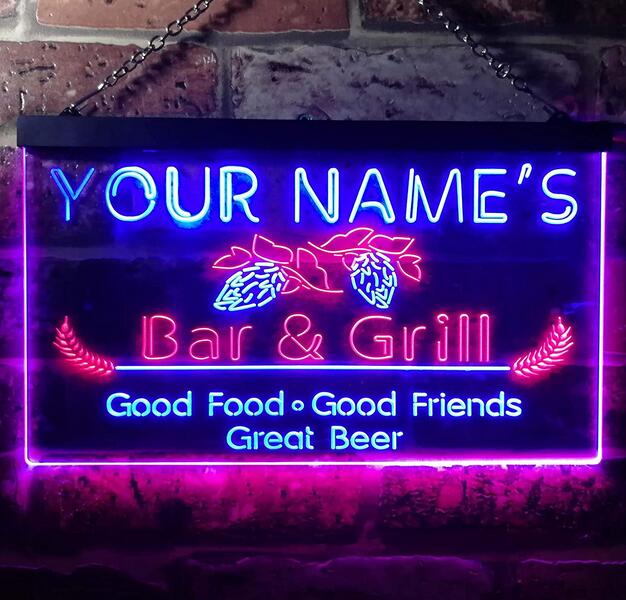 YOUR NAME'S
Bar & Grill
Good Food • Good Friends
Great Beer